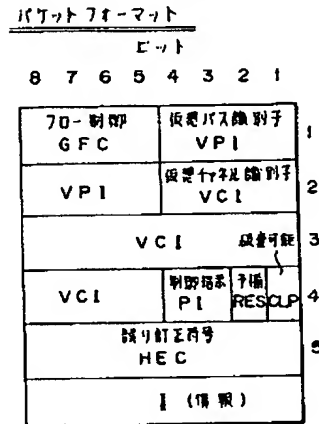 パケットフォーマット
ビット
8 7 6 5 4 3 2 1
フロー制御 仮想パス識別子
GFC VPI 1
仮想チャネル識別子
VPI VCI 2
VCI 破棄可能 3
制御指示 予備
VCI PI RES CLP 4
誤り訂正符号 5
HEC
I (情報)